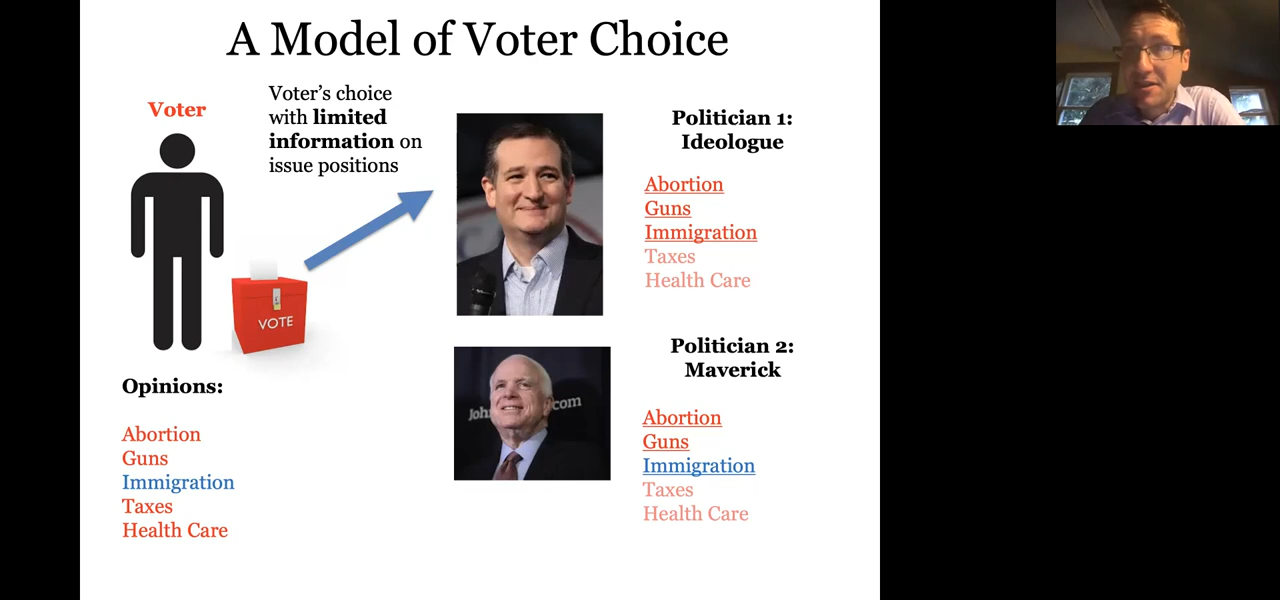 A Model of Voter Choice
Voter
Voter's choice
with limited
information on
issue positions
VOTE
Opinions:
Abortion
Guns
Immigration
Taxes
Health Care
Politician 1:
Ideologue
Abortion
Guns
Immigration
Taxes
Health Care
John
.com
Politician 2:
Maverick
Abortion
Guns
Immigration
Taxes
Health Care